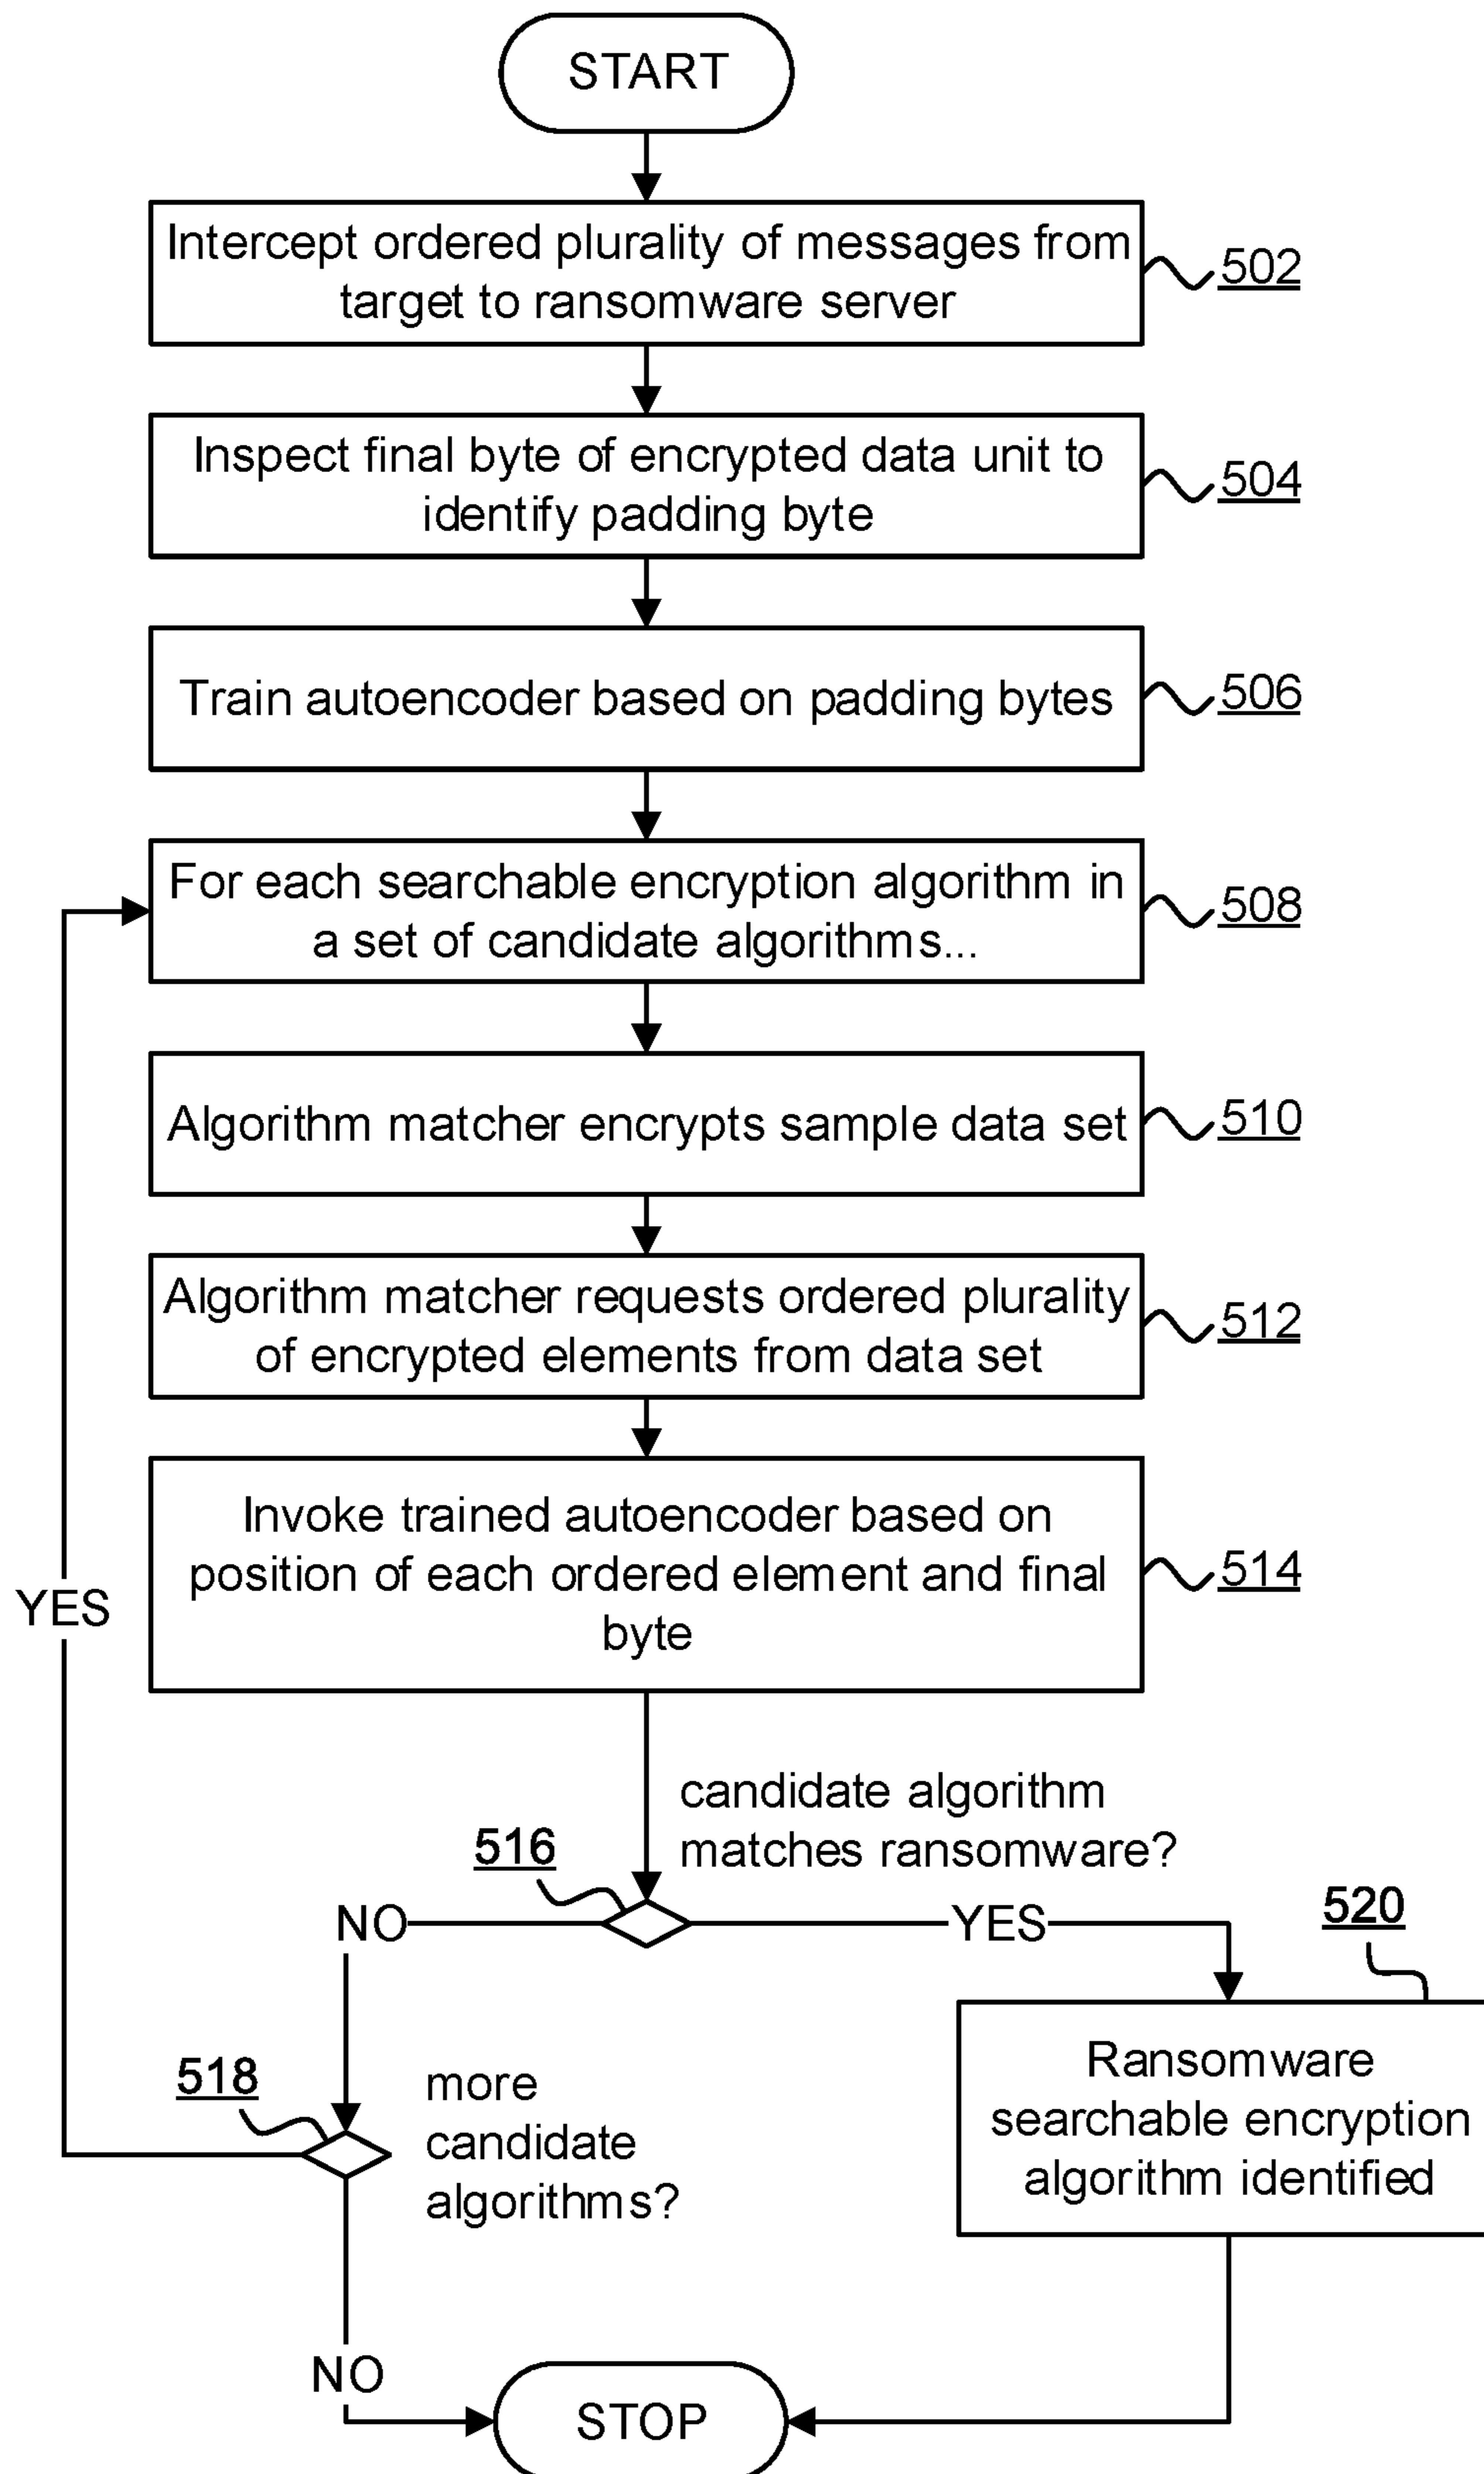 START
Intercept ordered plurality of messages from
target to ransomware server
502
Inspect final byte of encrypted data unit to
identify padding byte
504
Train autoencoder based on padding bytes
506
For each searchable encryption algorithm in
a set of candidate algorithms...
508
Algorithm matcher encrypts sample data set
510
Algorithm matcher requests ordered plurality
of encrypted elements from data set
512
Invoke trained autoencoder based on
position of each ordered element and final
byte
514
YES
candidate algorithm
matches ransomware?
516
NO
YES
520
518
more
candidate
algorithms?
Ransomware
searchable encryption
algorithm identified
NO
STOP